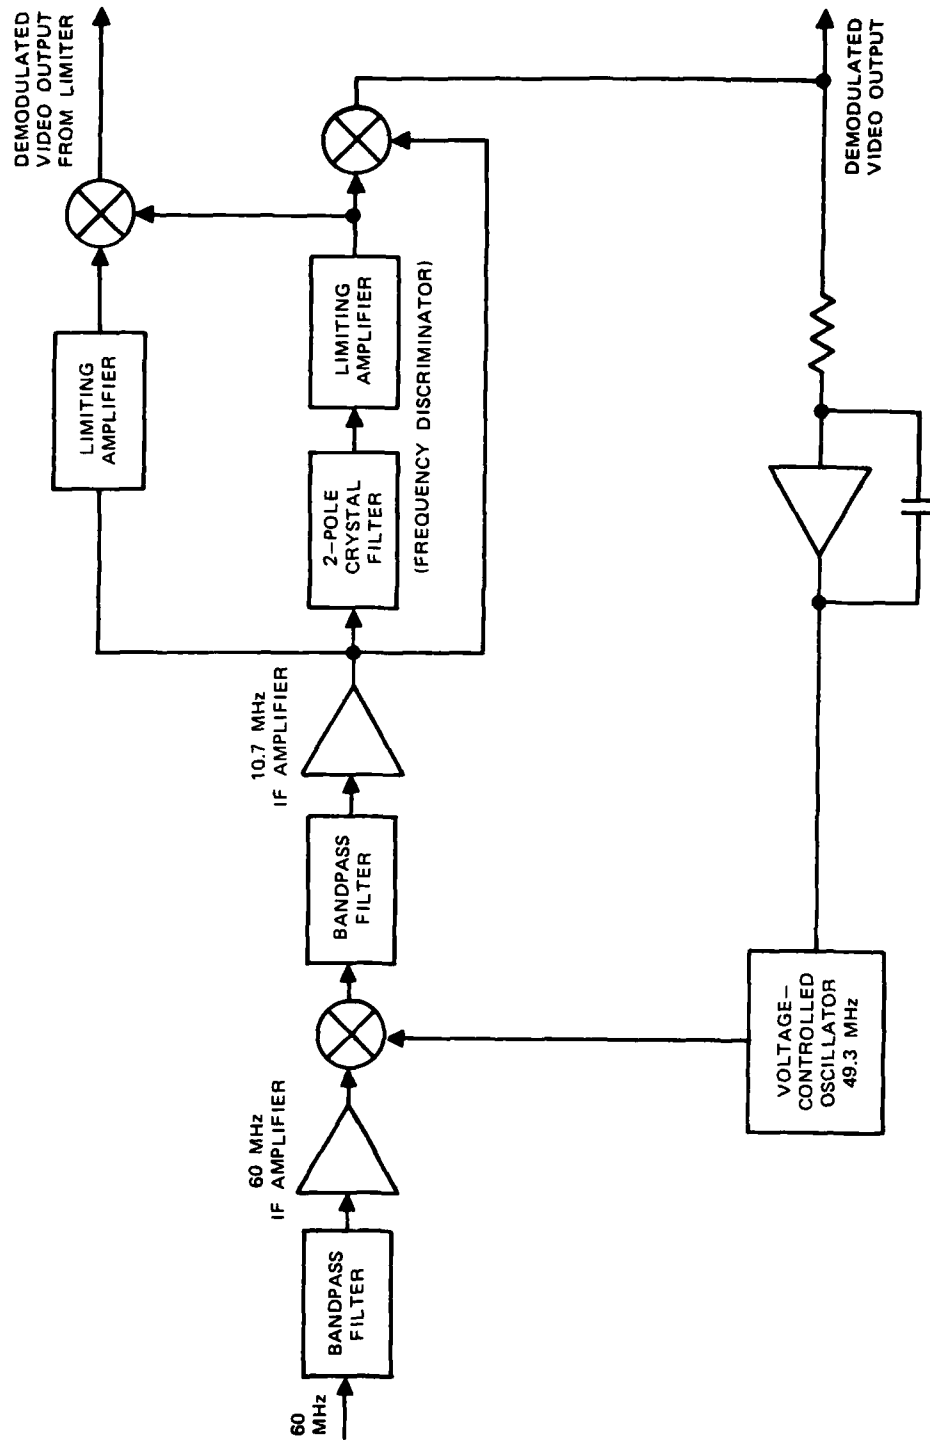 60
MHz
BANDPASS
FILTER
60 MHz
IF AMPLIFIER
BANDPASS
FILTER
10.7 MHz
IF AMPLIFIER
2-POLE
CRYSTAL
FILTER
LIMITING
AMPLIFIER
(FREQUENCY DISCRIMINATOR)
LIMITING
AMPLIFIER
DEMODULATED
VIDEO OUTPUT
FROM LIMITER
VOLTAGE-
CONTROLLED
OSCILLATOR
49.3 MHz
DEMODULATED
VIDEO OUTPUT